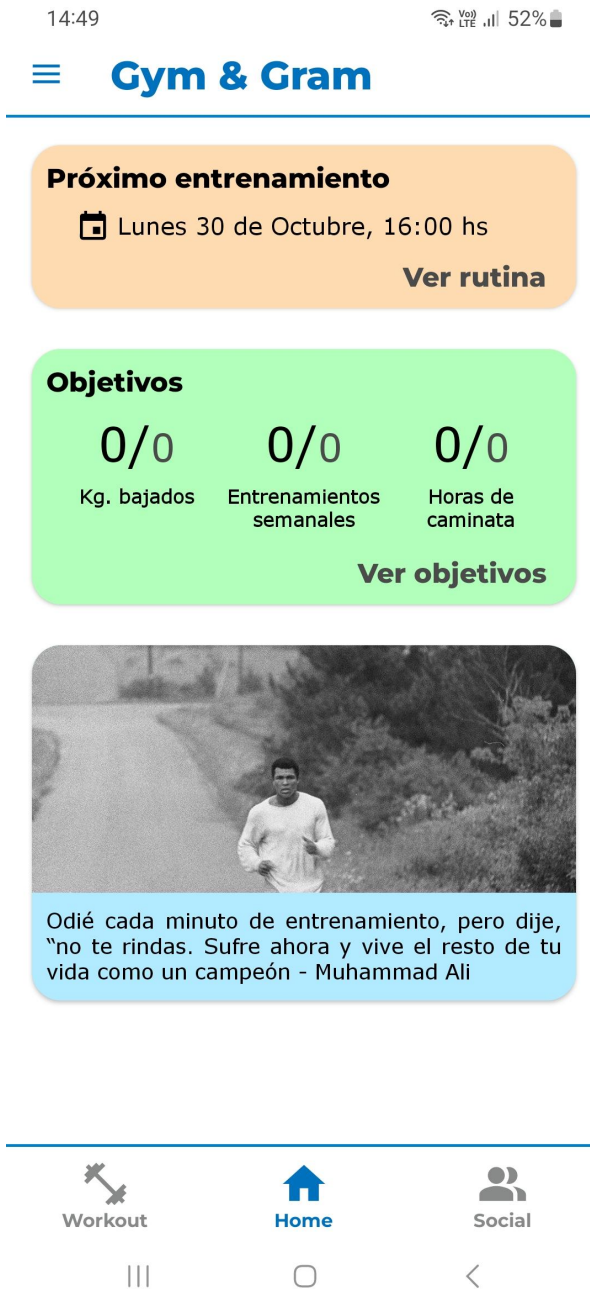 14:49
Vo)) LTE 52%
Gym & Gram
Próximo entrenamiento
Lunes 30 de Octubre, 16:00 hs
Ver rutina
Objetivos
0/0 0/0 0/0
Kg. bajados Entrenamientos semanales Horas de caminata
Ver objetivos
Odié cada minuto de entrenamiento, pero dije,
“no te rindas. Sufre ahora y vive el resto de tu
vida como un campeón - Muhammad Ali
Workout Home Social